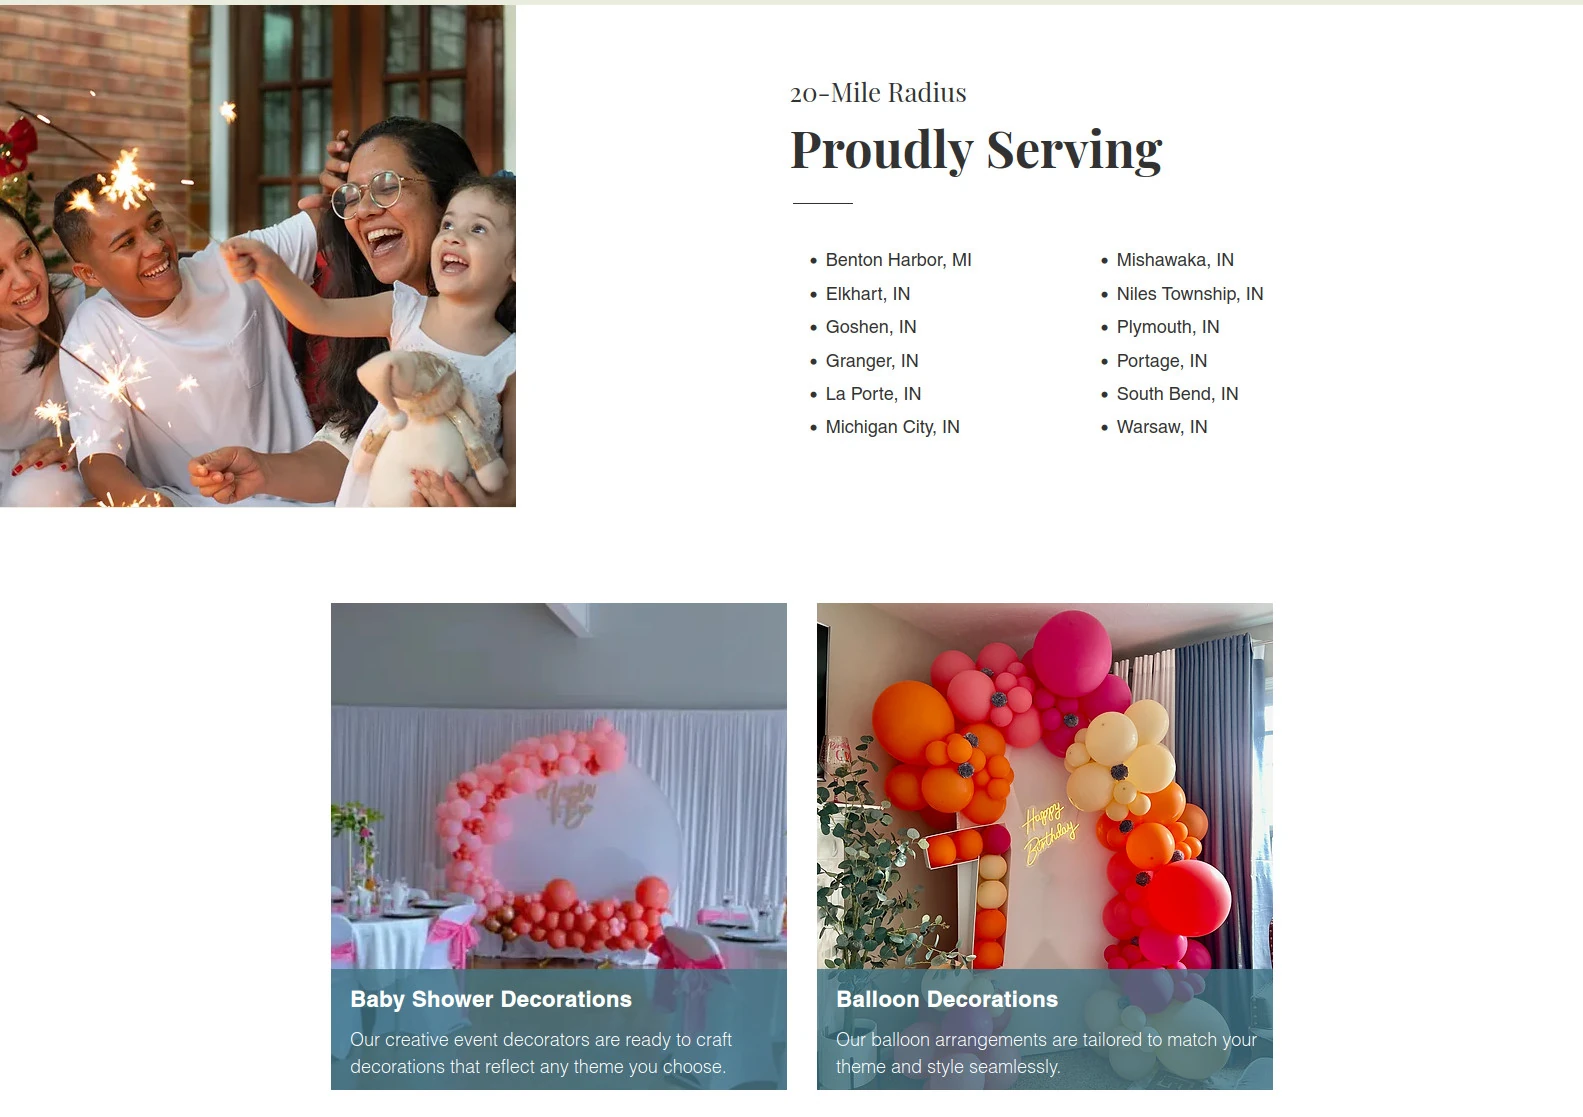 20-Mile Radius
Proudly Serving
Benton Harbor, MI
Elkhart, IN
Goshen, IN
Granger, IN
La Porte, IN
Michigan City, IN
Mishawaka, IN
Niles Township, IN
Plymouth, IN
Portage, IN
South Bend, IN
Warsaw, IN
Happy
Birthday
Baby Shower Decorations
Our creative event decorators are ready to craft
decorations that reflect any theme you choose.
Balloon Decorations
Our balloon arrangements are tailored to match your
theme and style seamlessly.